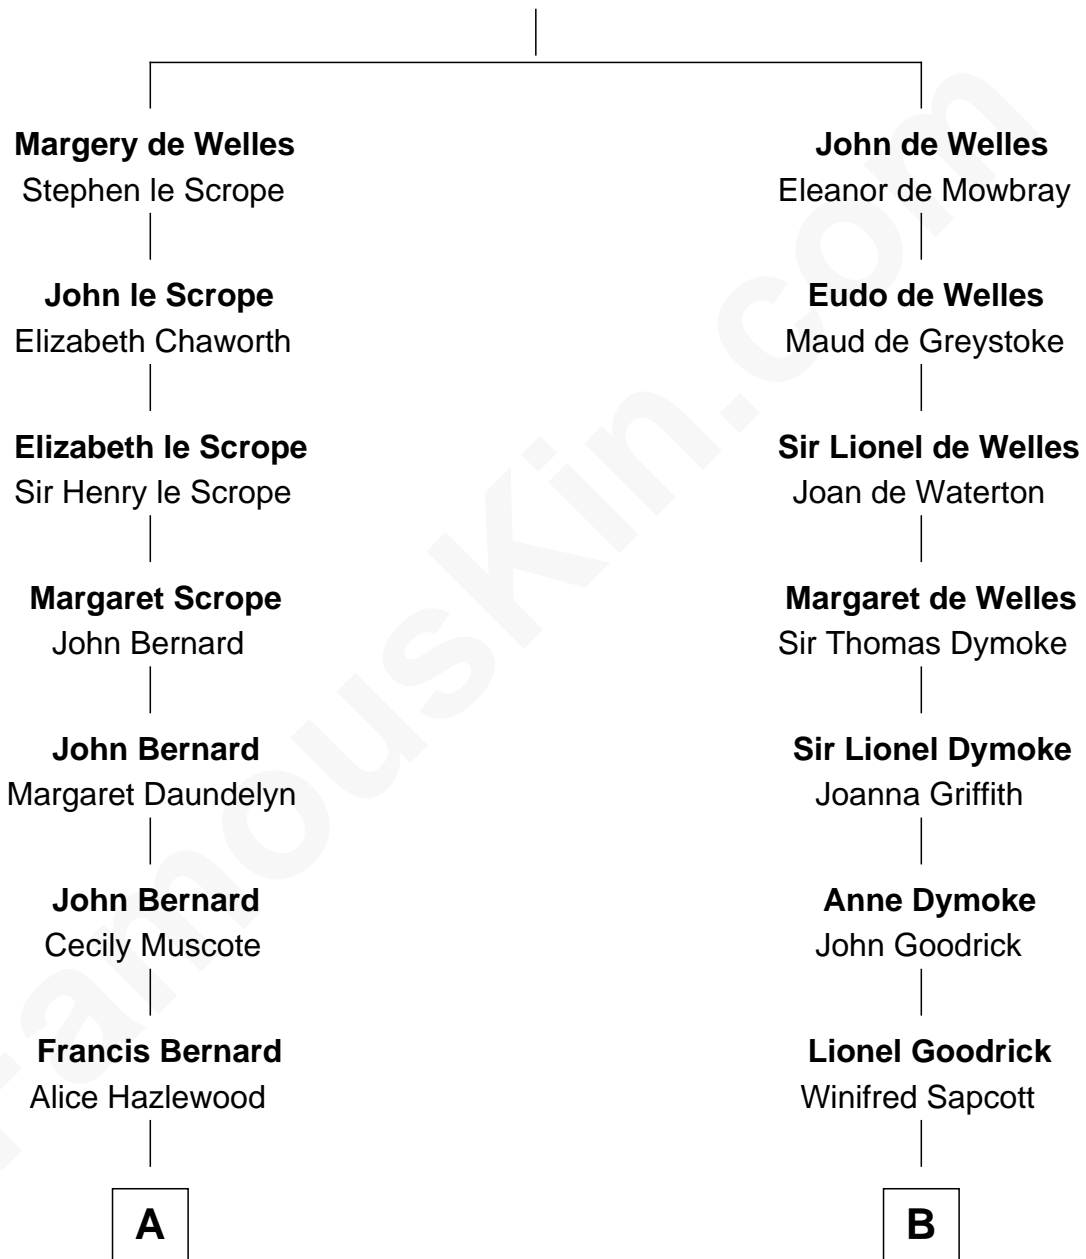 Margery de Welles
Stephen le Scrope
John le Scrope
Elizabeth Chaworth
Elizabeth le Scrope
Sir Henry le Scrope
Margaret Scrope
John Bernard
John Bernard
Margaret Daundelyn
John Bernard
Cecily Muscote
Francis Bernard
Alice Hazlewood
A
John de Welles
Eleanor de Mowbray
Eudo de Welles
Maud de Greystoke
Sir Lionel de Welles
Joan de Waterton
Margaret de Welles
Sir Thomas Dymoke
Sir Lionel Dymoke
Joanna Griffith
Anne Dymoke
John Goodrick
Lionel Goodrick
Winifred Sapcott
B
FamousKin.com